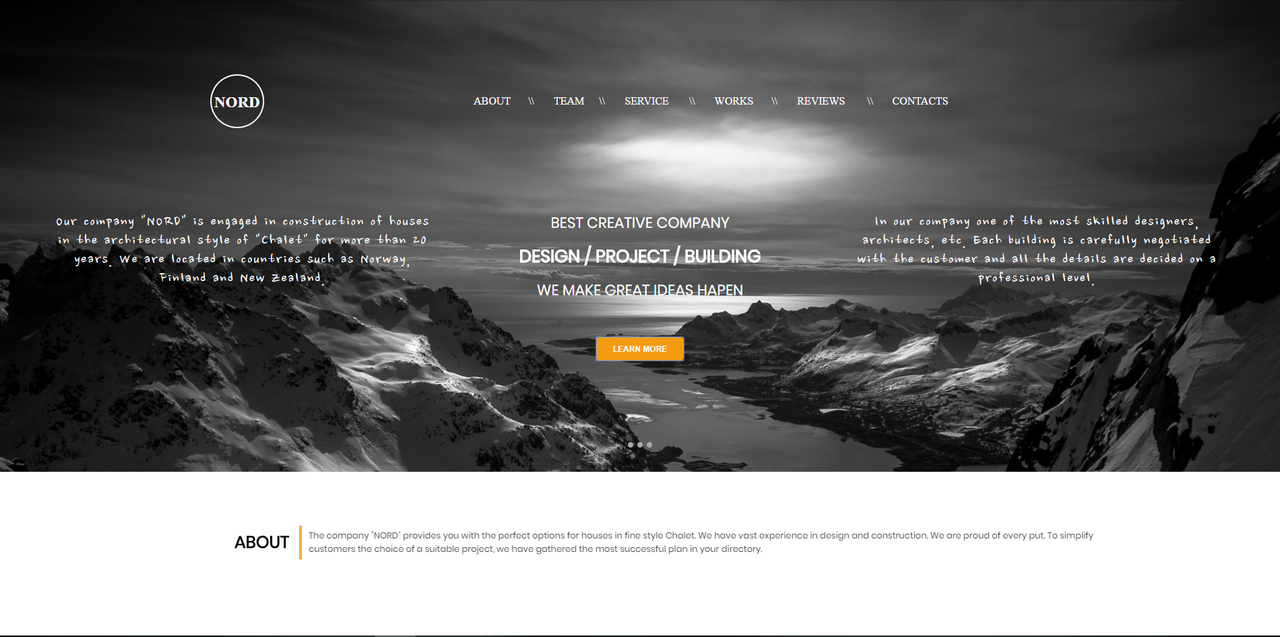 NORD
ABOUT \\ TEAM \\ SERVICE \\ WORKS \\ REVIEWS \\ CONTACTS
Our company "NORD" is engaged in construction of houses
in the architectural style of "Chalet" for more than 20
years. We are located in countries such as Norway,
Finland and New Zealand.
BEST CREATIVE COMPANY
DESIGN / PROJECT / BUILDING
WE MAKE GREAT IDEAS HAPEN
LEARN MORE
In our company one of the most skilled designers,
architects, etc. Each building is carefully negotiated
with the customer and all the details are decided on a
professional level.
ABOUT
The company "NORD" provides you with the perfect options for houses in fine style Chalet. We have vast experience in design and construction. We are proud of every put. To simplify
customers the choice of a suitable project, we have gathered the most successful plan in your directory.